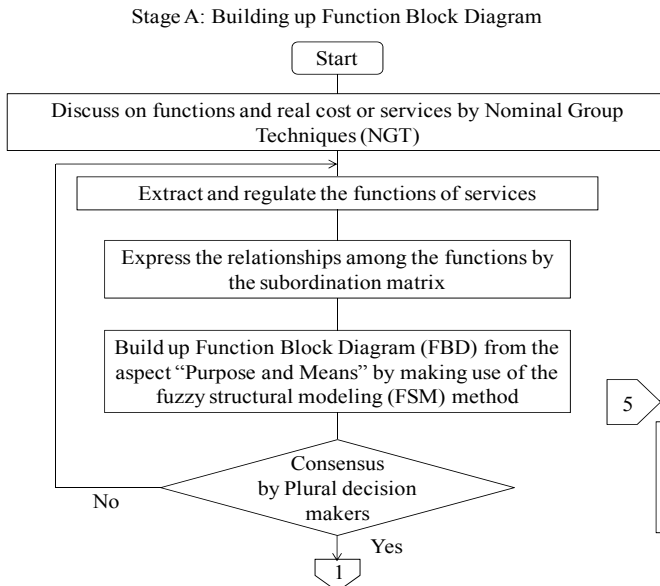 Stage A: Building up Function Block Diagram
Start
Discuss on functions and real cost or services by Nominal Group
Techniques (NGT)
Extract and regulate the functions of services
Express the relationships among the functions by
the subordination matrix
Build up Function Block Diagram (FBD) from the
aspect “Purpose and Means” by making use of the
fuzzy structural modeling (FSM) method
5
Consensus
by Plural decision
makers
No
Yes
1